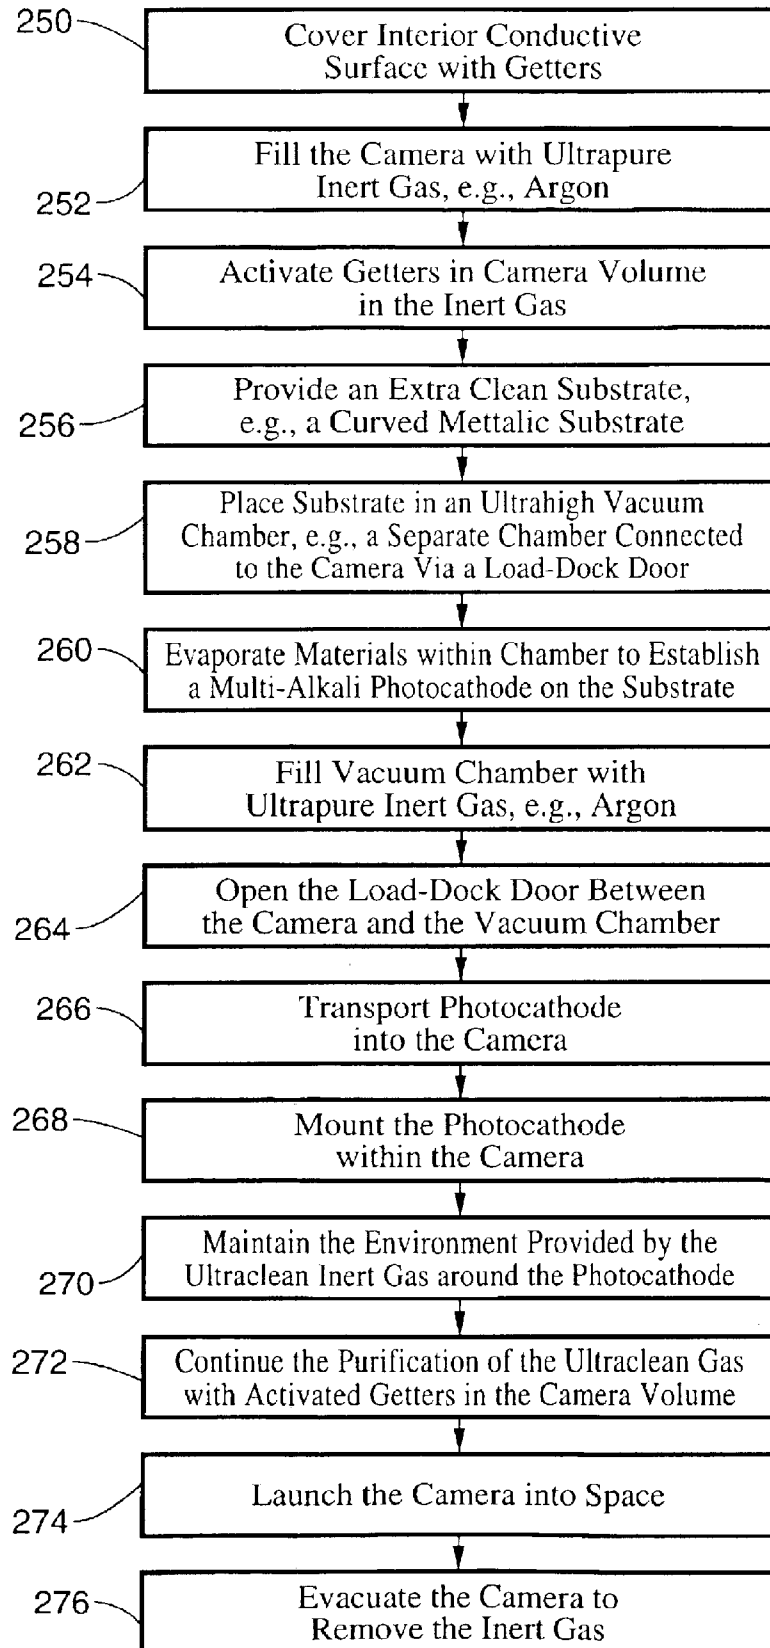 250
Cover Interior Conductive
Surface with Getters
252
Fill the Camera with Ultrapure
Inert Gas, e.g., Argon
254
Activate Getters in Camera Volume
in the Inert Gas
256
Provide an Extra Clean Substrate,
e.g., a Curved Mettalic Substrate
258
Place Substrate in an Ultrahigh Vacuum
Chamber, e.g., a Separate Chamber Connected
to the Camera Via a Load-Dock Door
260
Evaporate Materials within Chamber to Establish
a Multi-Alkali Photocathode on the Substrate
262
Fill Vacuum Chamber with
Ultrapure Inert Gas, e.g., Argon
264
Open the Load-Dock Door Between
the Camera and the Vacuum Chamber
266
Transport Photocathode
into the Camera
268
Mount the Photocathode
within the Camera
270
Maintain the Environment Provided by the
Ultraclean Inert Gas around the Photocathode
272
Continue the Purification of the Ultraclean Gas
with Activated Getters in the Camera Volume
274
Launch the Camera into Space
276
Evacuate the Camera to
Remove the Inert Gas